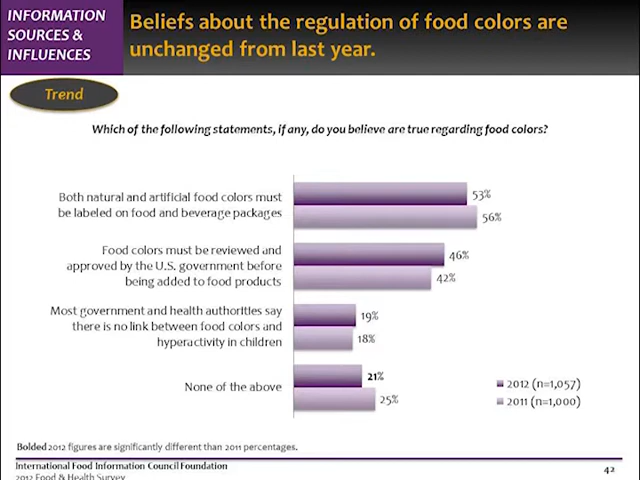 INFORMATION
SOURCES &
INFLUENCES
Beliefs about the regulation of food colors are
unchanged from last year.
Trend
Which of the following statements, if any, do you believe are true regarding food colors?
Both natural and artificial food colors must
be labeled on food and beverage packages
53%
56%
Food colors must be reviewed and
approved by the U.S. government before
being added to food products
46%
42%
Most government and health authorities say
there is no link between food colors and
hyperactivity in children
19%
18%
None of the above
21%
25%
2012 (n=1,057)
2011 (n=1,000)
Bolded 2012 figures are significantly different than 2011 percentages.
International Food Information Council Foundation
2012 Food & Health Survey
42